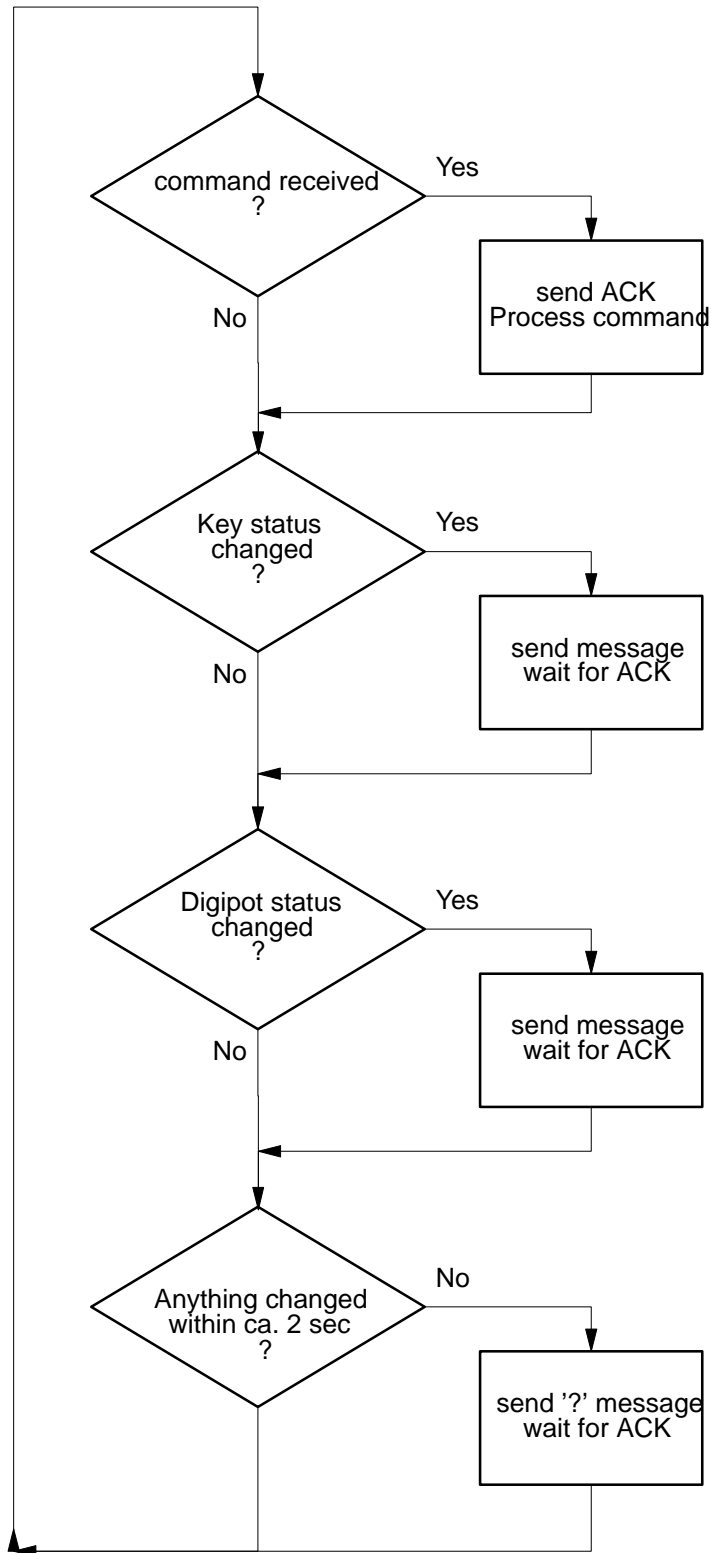 command received
?
Yes
send ACK
Process command
No
Key status
changed
?
Yes
send message
wait for ACK
No
Digipot status
changed
?
Yes
send message
wait for ACK
No
Anything changed
within ca. 2 sec
?
No
send '?' message
wait for ACK